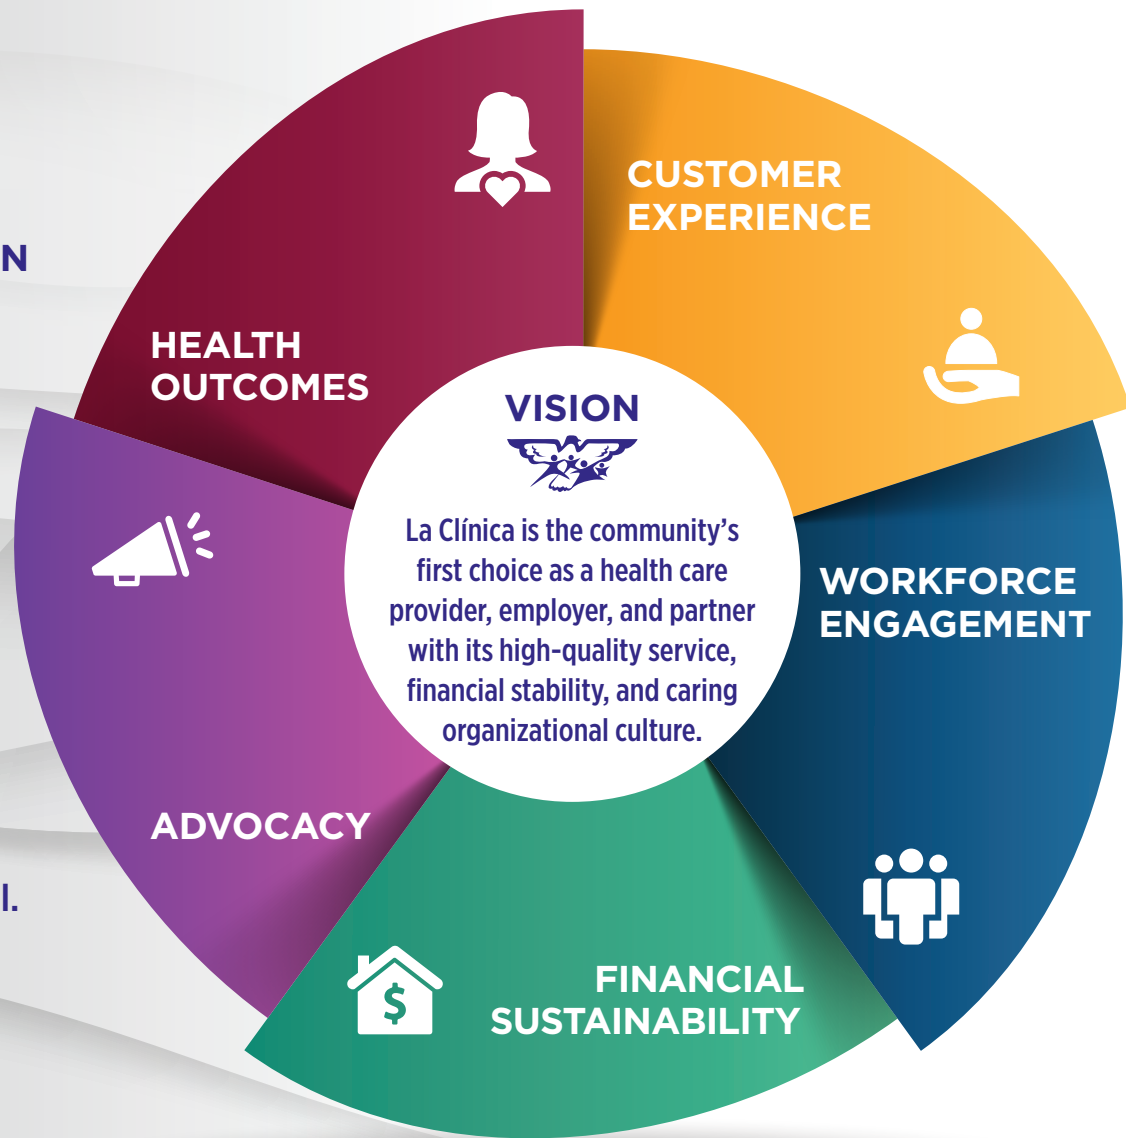 CUSTOMER
EXPERIENCE
N
HEALTH
OUTCOMES
VISION
La Clínica is the community’s
first choice as a health care
provider, employer, and partner
with its high-quality service,
financial stability, and caring
organizational culture.
WORKFORCE
ENGAGEMENT
ADVOCACY
l.
$
FINANCIAL
SUSTAINABILITY